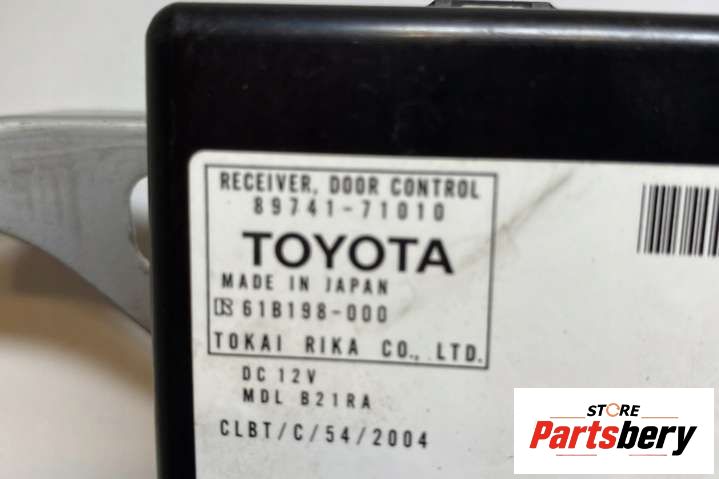 RECEIVER, DOOR CONTROL
89741-71010
TOYOTA
MADE IN JAPAN
61B198-000
TOKAI RIKA CO., LTD.
DC 12V
MDL B21RA
CLBT/C/54/2004
STORE
Partsbery